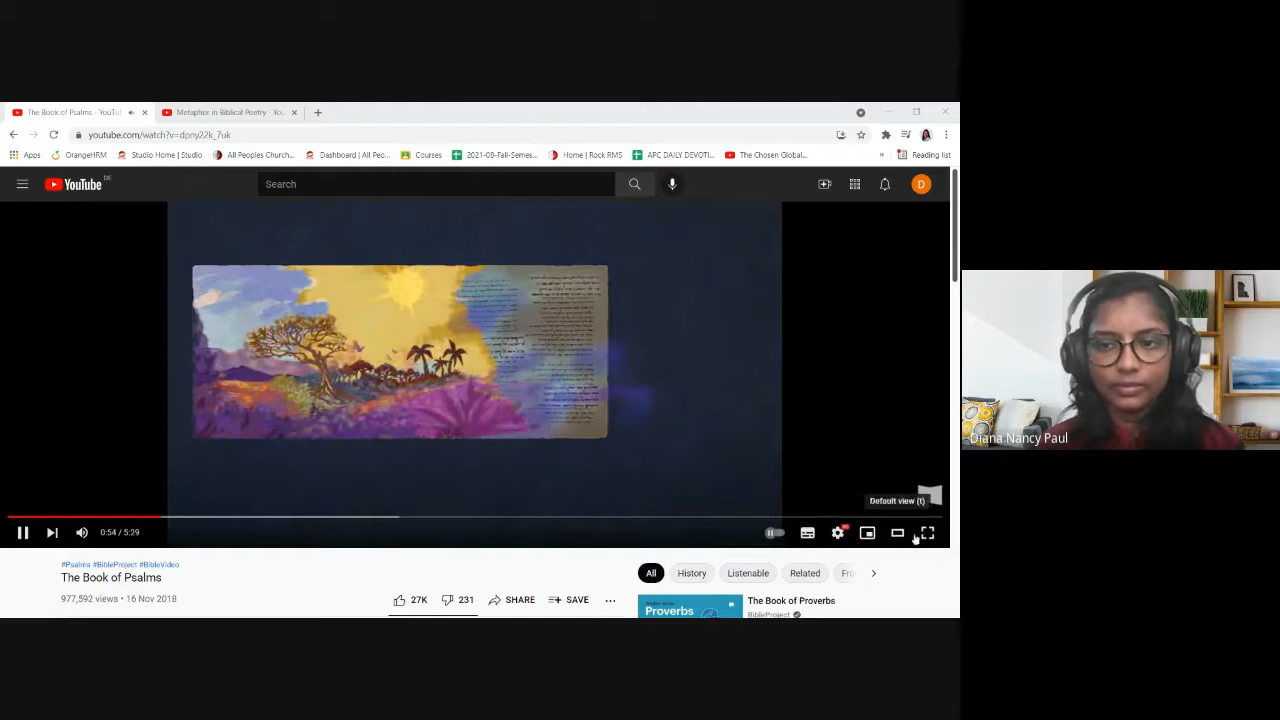 The Book of Psalms - YouTu
Metaphor in Biblical Poetry - Yo
youtube.com/watch?v=dpny22k_7uk
Apps
OrangeHRM
Studio Home | Studio
All Peoples Church...
Dashboard | All Peo...
Courses
2021-08-Fall-Semes...
Home | Rock RMS
APC DAILY DEVOTI...
The Chosen Global...
»
Reading list
YouTube DE
Search
D
Default view (t)
0:54 / 5:29
Diana Nancy Paul
#Psalms #BibleProject #BibleVideo
The Book of Psalms
977,592 views • 16 Nov 2018
27K
231
SHARE
SAVE
All
History
Listenable
Related
Fro
Proverbs
The Book of Proverbs
BibleProject